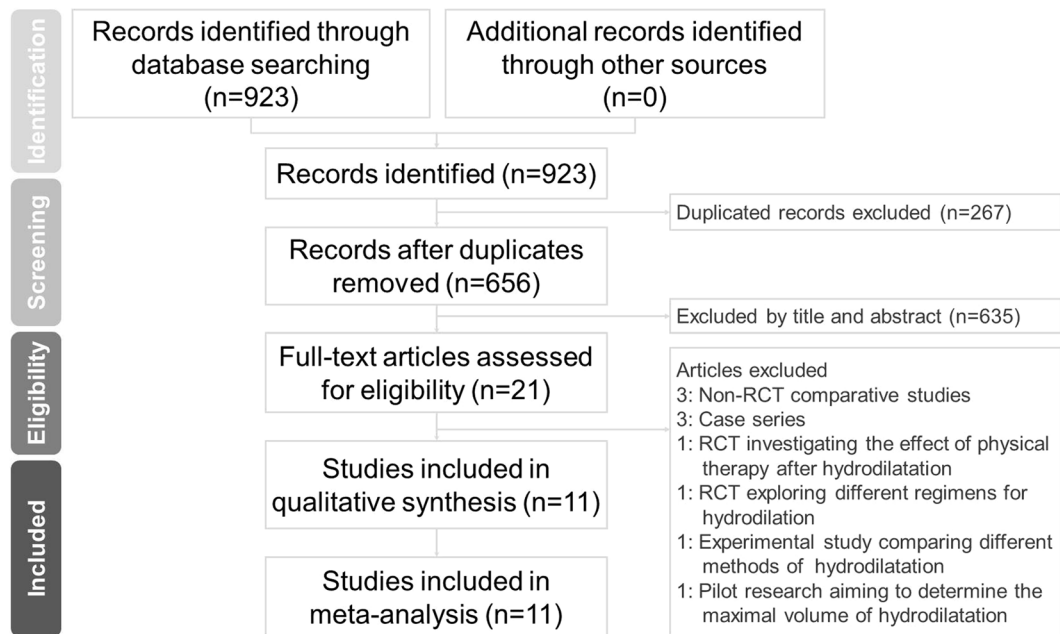 Identification
Records identified through
database searching
(n=923)
Additional records identified
through other sources
(n=0)
Records identified (n=923)
Screening
Duplicated records excluded (n=267)
Records after duplicates
removed (n=656)
Excluded by title and abstract (n=635)
Eligibility
Full-text articles assessed
for eligibility (n=21)
Articles excluded
3: Non-RCT comparative studies
3: Case series
1: RCT investigating the effect of physical
therapy after hydrodilatation
1: RCT exploring different regimens for
hydrodilation
1: Experimental study comparing different
methods of hydrodilatation
1: Pilot research aiming to determine the
maximal volume of hydrodilatation
Included
Studies included in
qualitative synthesis (n=11)
Studies included in
meta-analysis (n=11)